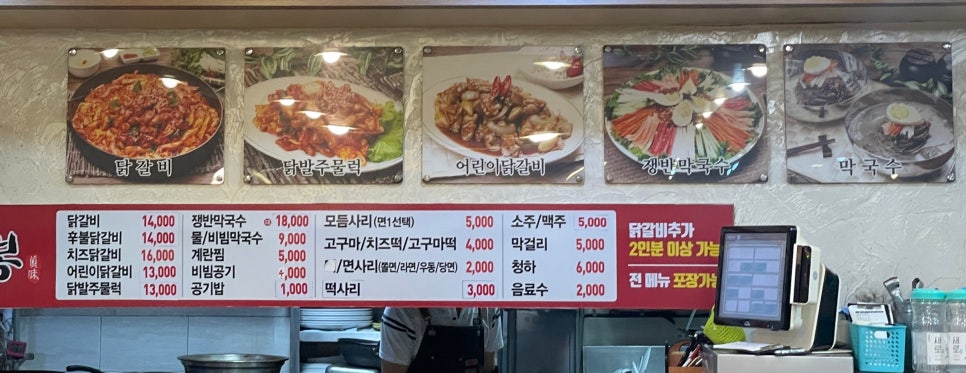 닭갈비
닭발주물럭
어린이닭갈비
쟁반막국수
막국수
닭갈비 14,000
후불닭갈비 14,000
치즈닭갈비 16,000
어린이닭갈비 13,000
닭발주물럭 13,000
쟁반막국수 18,000
물/비빔막국수 9,000
계란찜 5,000
비빔공기 4,000
공기밥 1,000
모듬사리(면1선택) 5,000
고구마/치즈떡/고구마떡 4,000
/면사리(쫄면/라면/우동/당면) 2,000
떡사리 3,000
소주/맥주 5,000
막걸리 5,000
청하 6,000
음료수 2,000
닭갈비추가
2인분 이상 가능
전 메뉴 포장가능
새로
새로